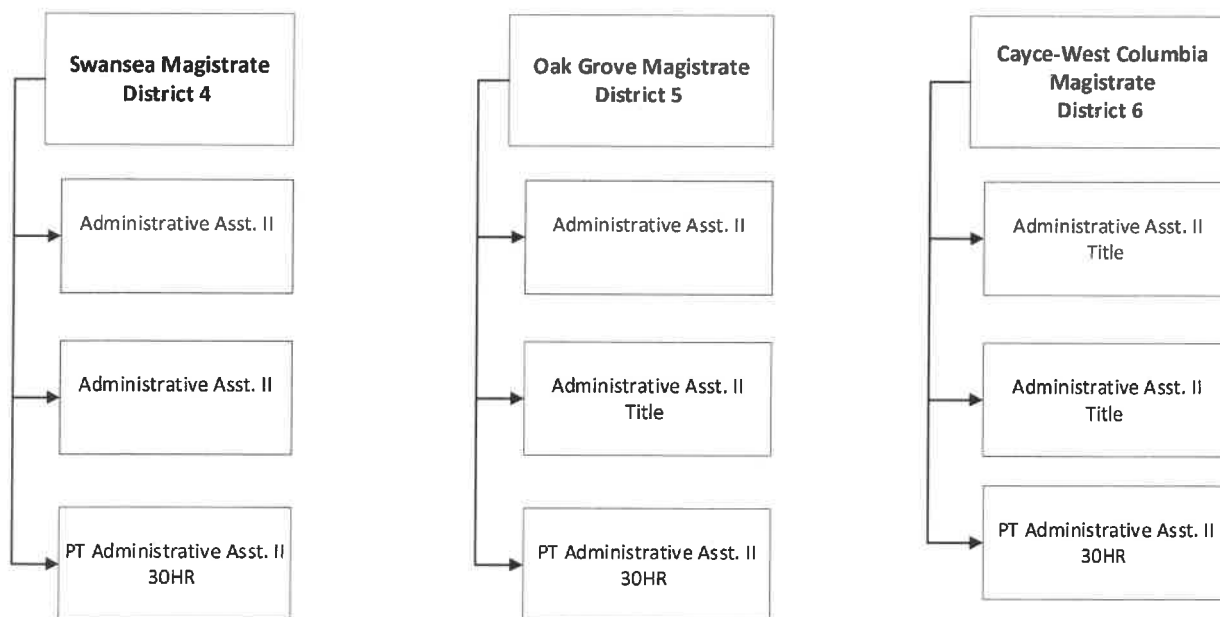 Swansea Magistrate
District 4
Administrative Asst. II
Administrative Asst. II
PT Administrative Asst. II
30HR
Oak Grove Magistrate
District 5
Administrative Asst. II
Administrative Asst. II
Title
PT Administrative Asst. II
30HR
Cayce-West Columbia
Magistrate
District 6
Administrative Asst. II
Title
Administrative Asst. II
Title
PT Administrative Asst. II
30HR